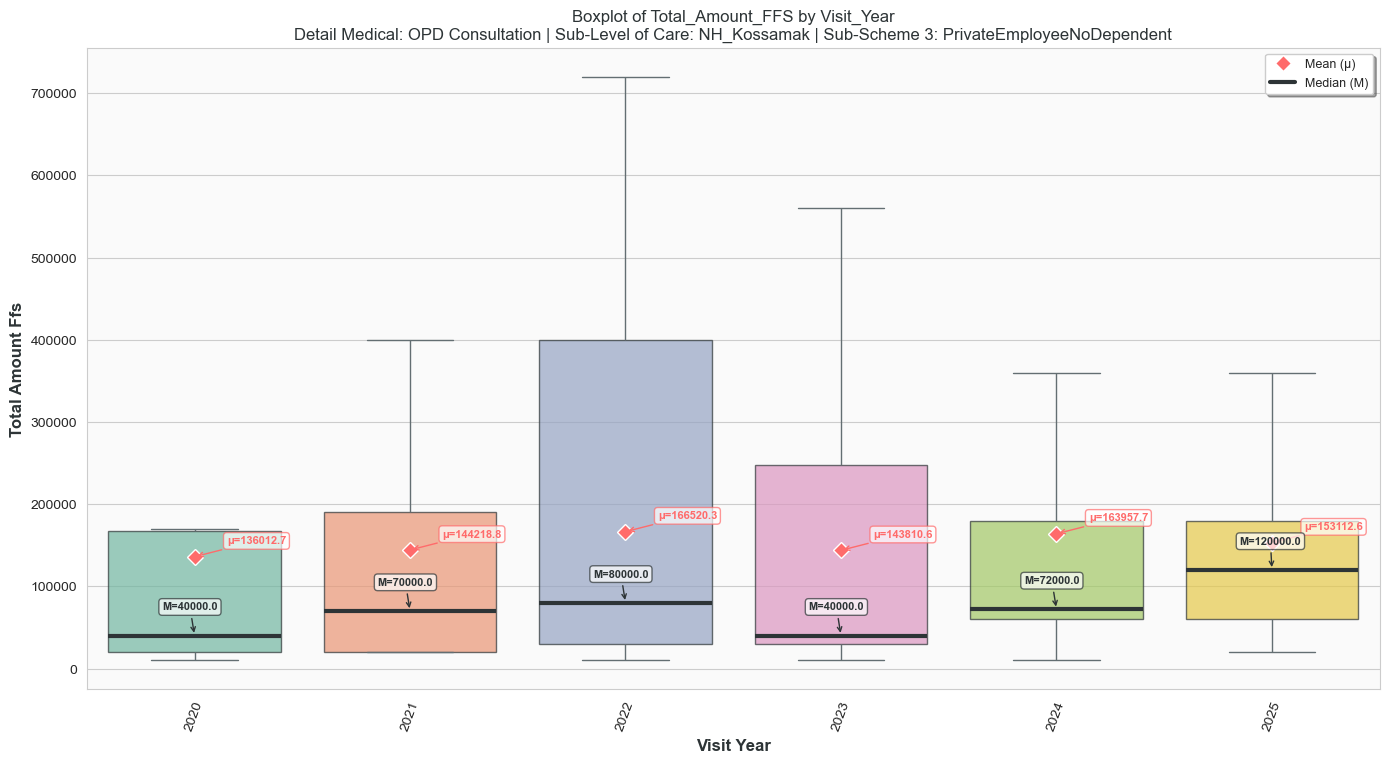 Boxplot of Total_Amount_FFS by Visit_Year
Detail Medical: OPD Consultation | Sub-Level of Care: NH_Kossamak | Sub-Scheme 3: PrivateEmployeeNoDependent
Mean (μ)
Median (M)
Total Amount Ffs
700000
600000
500000
400000
300000
200000
100000
0
μ=136012.7
M=40000.0
μ=144218.8
M=70000.0
μ=166520.3
M=80000.0
μ=143810.6
M=40000.0
μ=163957.7
M=72000.0
μ=153112.6
M=120000.0
2020
2021
2022
2023
2024
2025
Visit Year